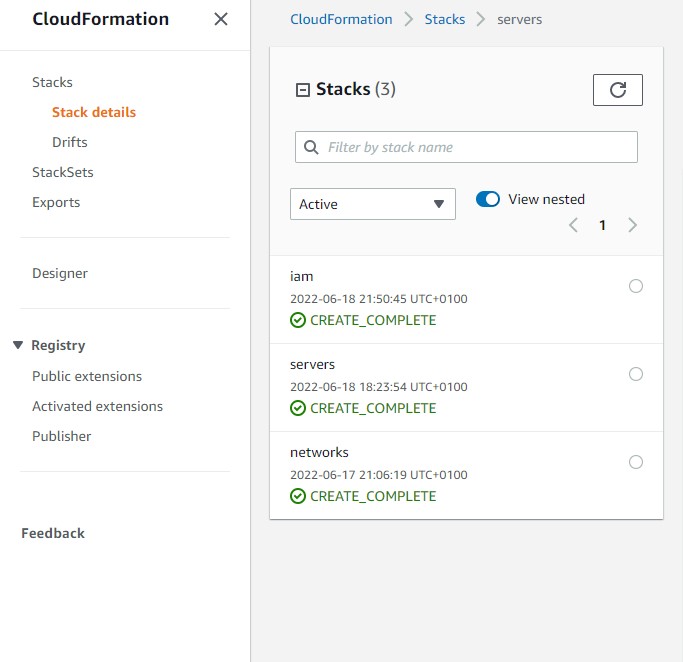 CloudFormation
Stacks
Stack details
Drifts
StackSets
Exports
Designer
Registry
Public extensions
Activated extensions
Publisher
Feedback
CloudFormation > Stacks > servers
Stacks (3)
Filter by stack name
Active
View nested
1
iam
2022-06-18 21:50:45 UTC+0100
CREATE_COMPLETE
servers
2022-06-18 18:23:54 UTC+0100
CREATE_COMPLETE
networks
2022-06-17 21:06:19 UTC+0100
CREATE_COMPLETE